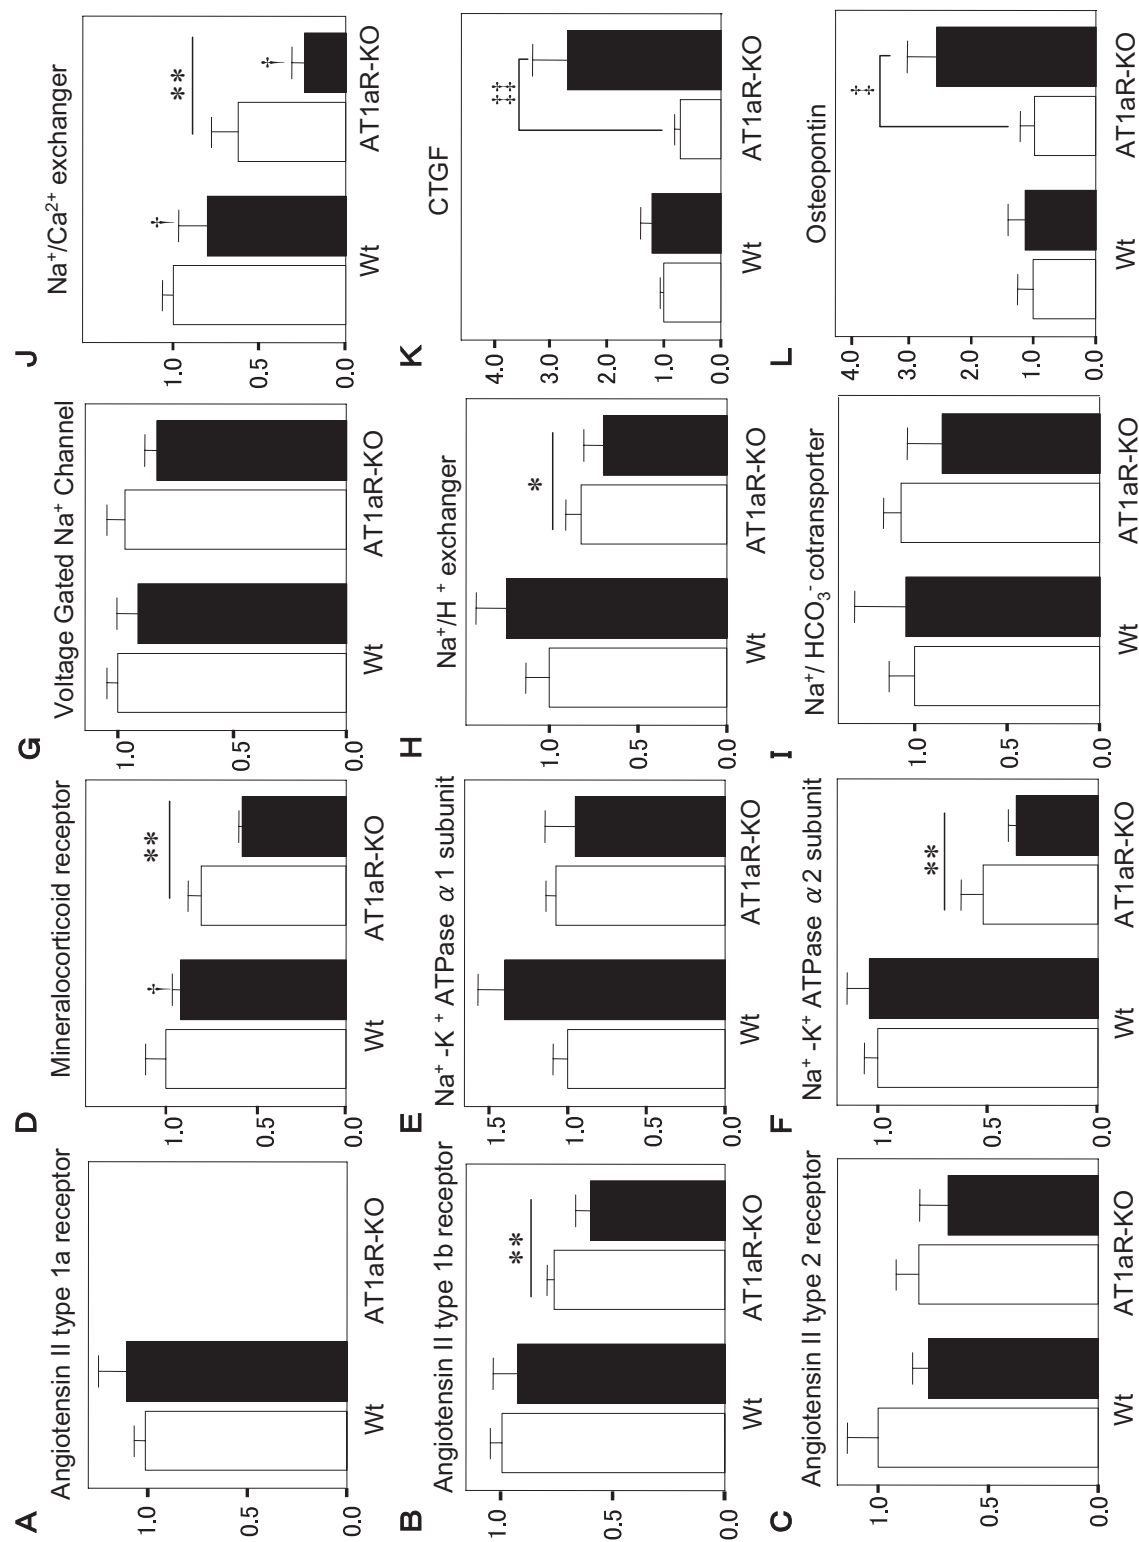 A
Angiotensin II type 1a receptor
1.0
0.5
0.0
Wt
AT1aR-KO
B
Angiotensin II type 1b receptor
**
1.0
0.5
0.0
Wt
AT1aR-KO
C
Angiotensin II type 2 receptor
1.0
0.5
0.0
Wt
AT1aR-KO
D
Mineralocorticoid receptor
†
**
1.0
0.5
0.0
Wt
AT1aR-KO
E
Na⁺-K⁺ ATPase α1 subunit
1.5
1.0
0.5
0.0
Wt
AT1aR-KO
F
Na⁺-K⁺ ATPase α2 subunit
**
1.0
0.5
0.0
Wt
AT1aR-KO
G
Voltage Gated Na⁺ Channel
1.0
0.5
0.0
Wt
AT1aR-KO
H
Na⁺/H⁺ exchanger
*
1.0
0.5
0.0
Wt
AT1aR-KO
I
Na⁺/ HCO₃⁻ cotransporter
1.0
0.5
0.0
Wt
AT1aR-KO
J
Na⁺/Ca²⁺ exchanger
†
**
†
1.0
0.5
0.0
Wt
AT1aR-KO
K
CTGF
‡‡
4.0
3.0
2.0
1.0
0.0
Wt
AT1aR-KO
L
Osteopontin
‡
4.0
3.0
2.0
1.0
0.0
Wt
AT1aR-KO